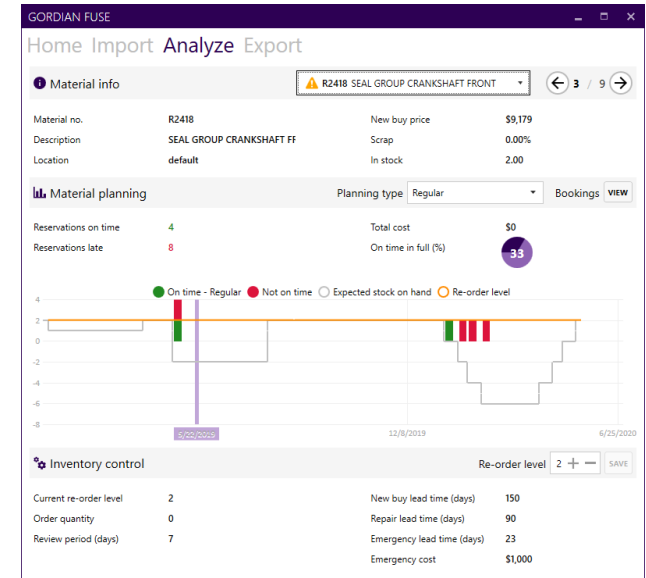 GORDIAN FUSE
Home Import Analyze Export
Material info
R2418 SEAL GROUP CRANKSHAFT FRONT
3 / 9
Material no. R2418 New buy price $9,179
Description SEAL GROUP CRANKSHAFT FF Scrap 0.00%
Location default In stock 2.00
Material planning Planning type Regular Bookings VIEW
Reservations on time 4 Total cost $0
Reservations late 8 On time in full (%) 33
On time - Regular Not on time Expected stock on hand Re-order level
4
2
0
-2
-4
-6
-8
5/22/2015 12/8/2019 6/25/2020
Inventory control Re-order level 2 + − SAVE
Current re-order level 2 New buy lead time (days) 150
Order quantity 0 Repair lead time (days) 90
Review period (days) 7 Emergency lead time (days) 23
Emergency cost $1,000